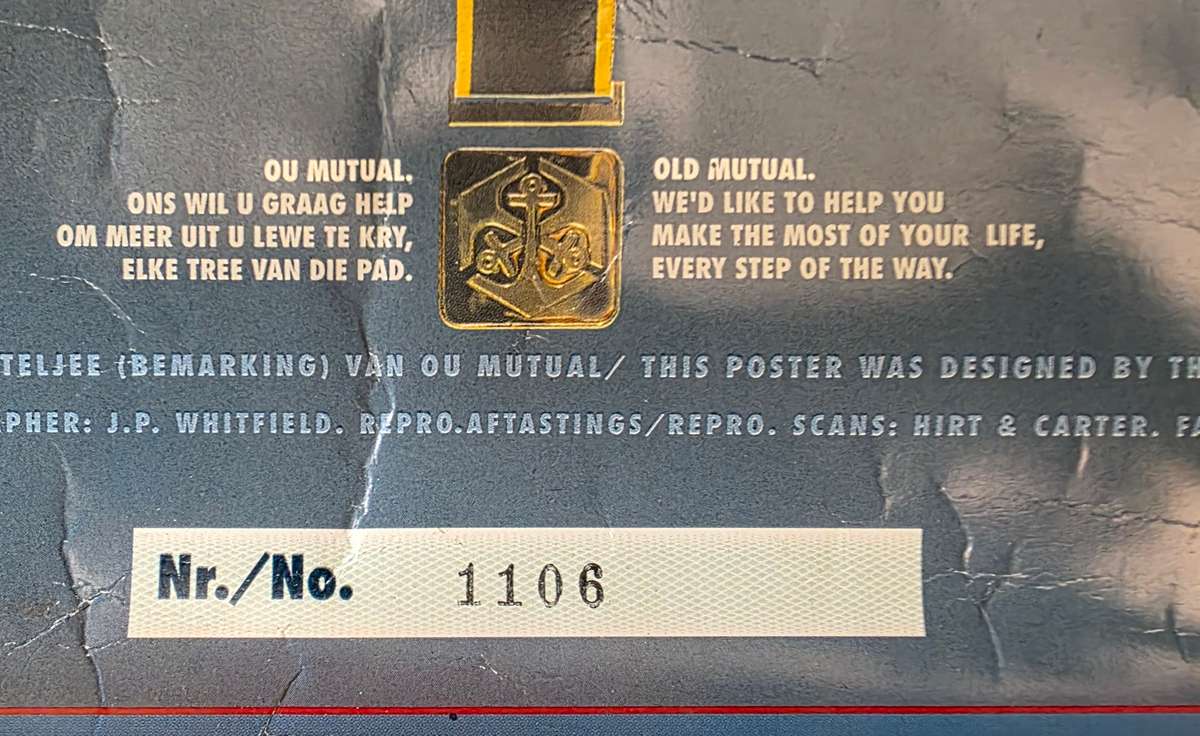 OU MUTUAL.
ONS WIL U GRAAG HELP
OM MEER UIT U LEWE TE KRY,
ELKE TREE VAN DIE PAD.
OLD MUTUAL.
WE'D LIKE TO HELP YOU
MAKE THE MOST OF YOUR LIFE,
EVERY STEP OF THE WAY.
TELJEE (BEMARKING) VAN OU MUTUAL/ THIS POSTER WAS DESIGNED BY TH
PHER: J.P. WHITFIELD. REPRO.AFTASTINGS/REPRO. SCANS: HIRT & CARTER. FA
Nr./No. 1106